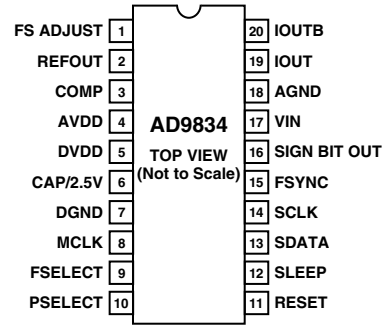 FS ADJUST 1 20 IOUTB
REFOUT 2 19 IOUT
COMP 3 18 AGND
AVDD 4 AD9834 17 VIN
DVDD 5 TOP VIEW 16 SIGN BIT OUT
CAP/2.5V 6 (Not to Scale) 15 FSYNC
DGND 7 14 SCLK
MCLK 8 13 SDATA
FSELECT 9 12 SLEEP
PSELECT 10 11 RESET